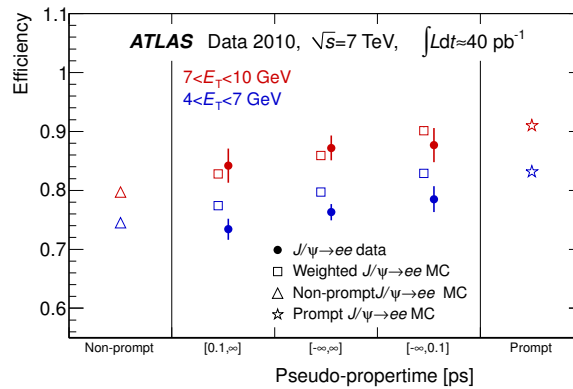 ATLAS Data 2010, √s=7 TeV, ∫Ldt≈40 pb⁻¹
7<E_T<10 GeV
4<E_T<7 GeV
Efficiency
1.1
1
0.9
0.8
0.7
0.6
J/ψ→ee data
Weighted J/ψ→ee MC
Non-promptJ/ψ→ee MC
Prompt J/ψ→ee MC
Non-prompt [0.1,∞] [-∞,∞] [-∞,0.1] Prompt
Pseudo-propertime [ps]